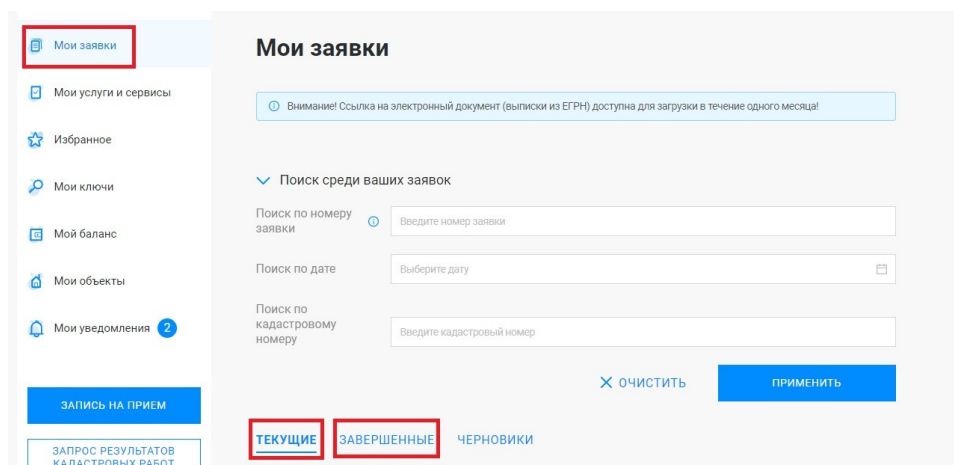 Мои заявки
Мои услуги и сервисы
Избранное
Мои ключи
Мой баланс
Мои объекты
Мои уведомления 2
ЗАПИСЬ НА ПРИЕМ
ЗАПРОС РЕЗУЛЬТАТОВ
КАДАСТРОВЫХ РАБОТ
Мои заявки
Внимание! Ссылка на электронный документ (выписки из ЕГРН) доступна для загрузки в течение одного месяца!
Поиск среди ваших заявок
Поиск по номеру
заявки
Введите номер заявки
Поиск по дате
Выберите дату
Поиск по
кадастровому
номеру
Введите кадастровый номер
ОЧИСТИТЬ
ПРИМЕНИТЬ
ТЕКУЩИЕ
ЗАВЕРШЕННЫЕ
ЧЕРНОВИКИ